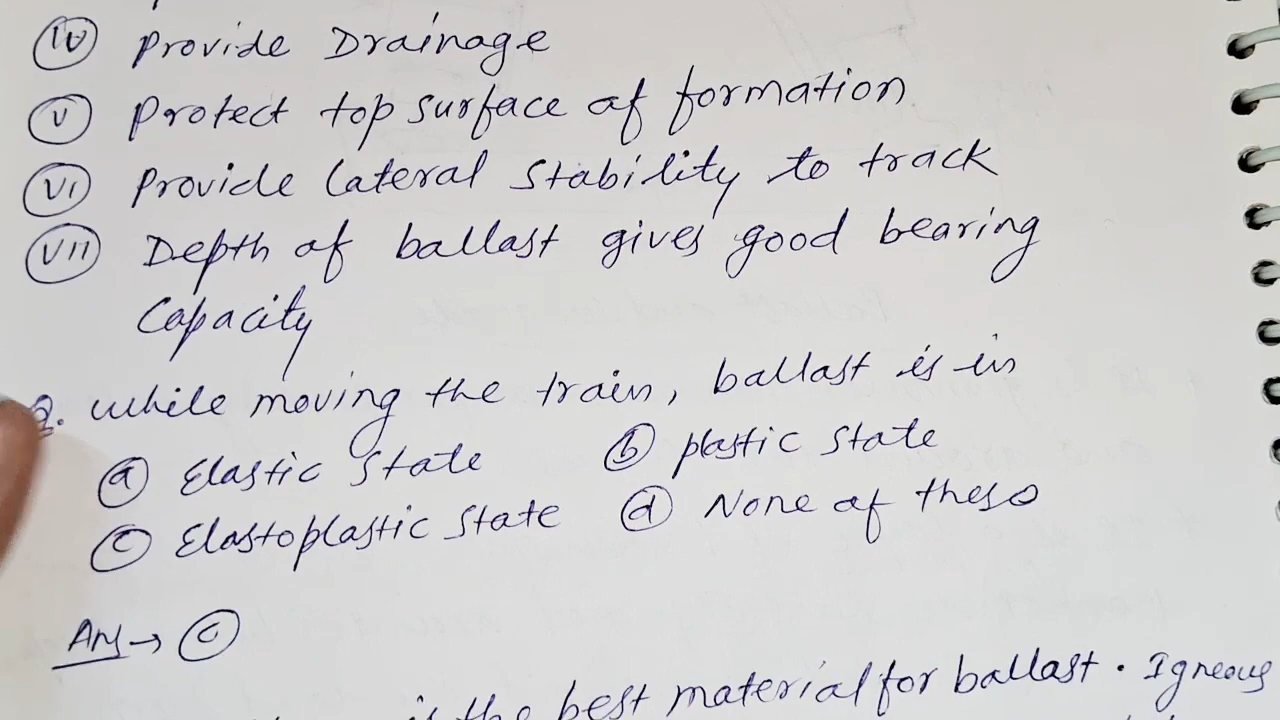 (iv) Provide Drainage
(v) Protect top surface of formation
(vi) Provide Lateral Stability to track
(vii) Depth of ballast gives good bearing
Capacity
Q. While moving the train, ballast is in
(a) Elastic State (b) plastic State
(c) Elastoplastic State (d) None of these
Ans → (c)
is the best material for ballast. Igneous